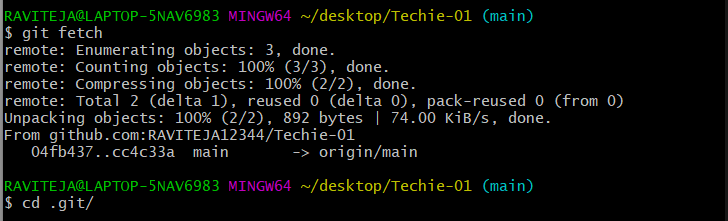 RAVITEJA@LAPTOP-5NAV6983 MINGW64 ~/desktop/Techie-01 (main)
$ git fetch
remote: Enumerating objects: 3, done.
remote: Counting objects: 100% (3/3), done.
remote: Compressing objects: 100% (2/2), done.
remote: Total 2 (delta 1), reused 0 (delta 0), pack-reused 0 (from 0)
Unpacking objects: 100% (2/2), 892 bytes | 74.00 KiB/s, done.
From github.com:RAVITEJA12344/Techie-01
   04fb437..cc4c33a  main       -> origin/main
RAVITEJA@LAPTOP-5NAV6983 MINGW64 ~/desktop/Techie-01 (main)
$ cd .git/